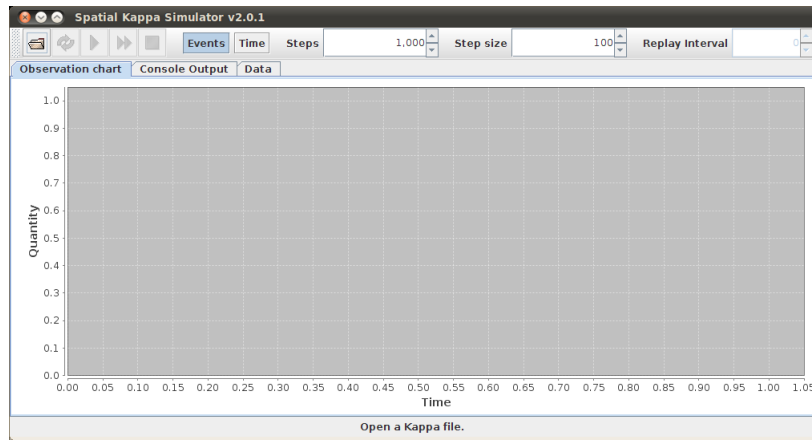 Spatial Kappa Simulator v2.0.1
Events Time Steps 1,000 Step size 100 Replay Interval 0
Observation chart Console Output Data
1.0
0.9
0.8
0.7
0.6
0.5
0.4
0.3
0.2
0.1
0.0
Quantity
0.00 0.05 0.10 0.15 0.20 0.25 0.30 0.35 0.40 0.45 0.50 0.55 0.60 0.65 0.70 0.75 0.80 0.85 0.90 0.95 1.00 1.05
Time
Open a Kappa file.